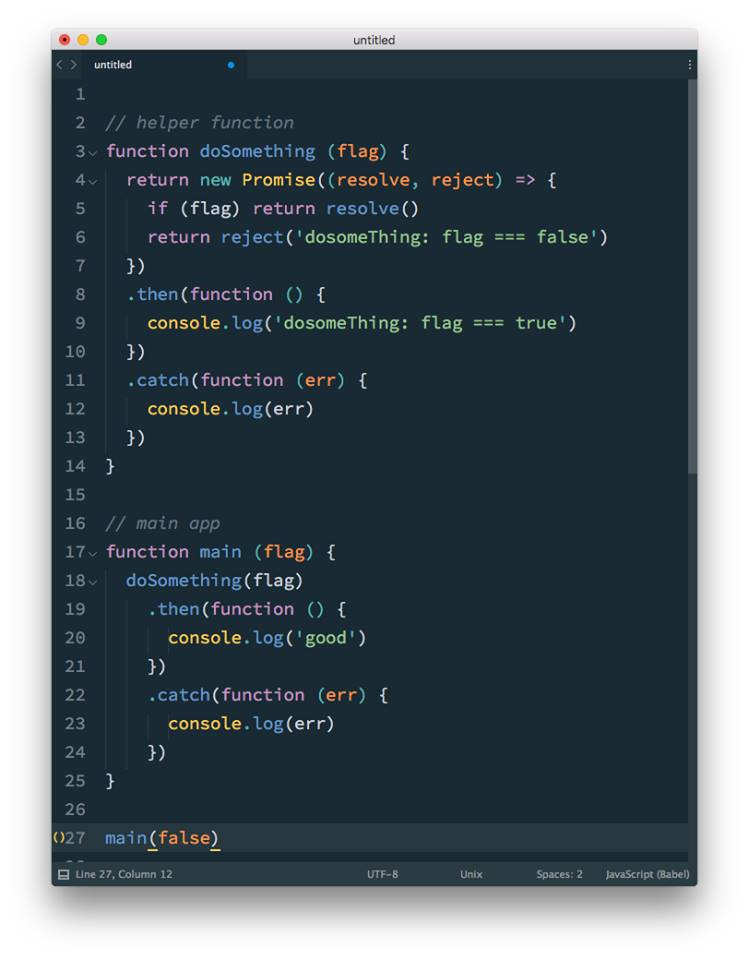 untitled
untitled
1
2 // helper function
3 function doSomething (flag) {
4   return new Promise((resolve, reject) => {
5     if (flag) return resolve()
6     return reject('dosomeThing: flag === false')
7   })
8   .then(function () {
9     console.log('dosomeThing: flag === true')
10   })
11   .catch(function (err) {
12     console.log(err)
13   })
14 }
15
16 // main app
17 function main (flag) {
18   doSomething(flag)
19     .then(function () {
20       console.log('good')
21     })
22     .catch(function (err) {
23       console.log(err)
24     })
25 }
26
()27 main(false)
Line 27, Column 12 UTF-8 Unix Spaces: 2 JavaScript (Babel)